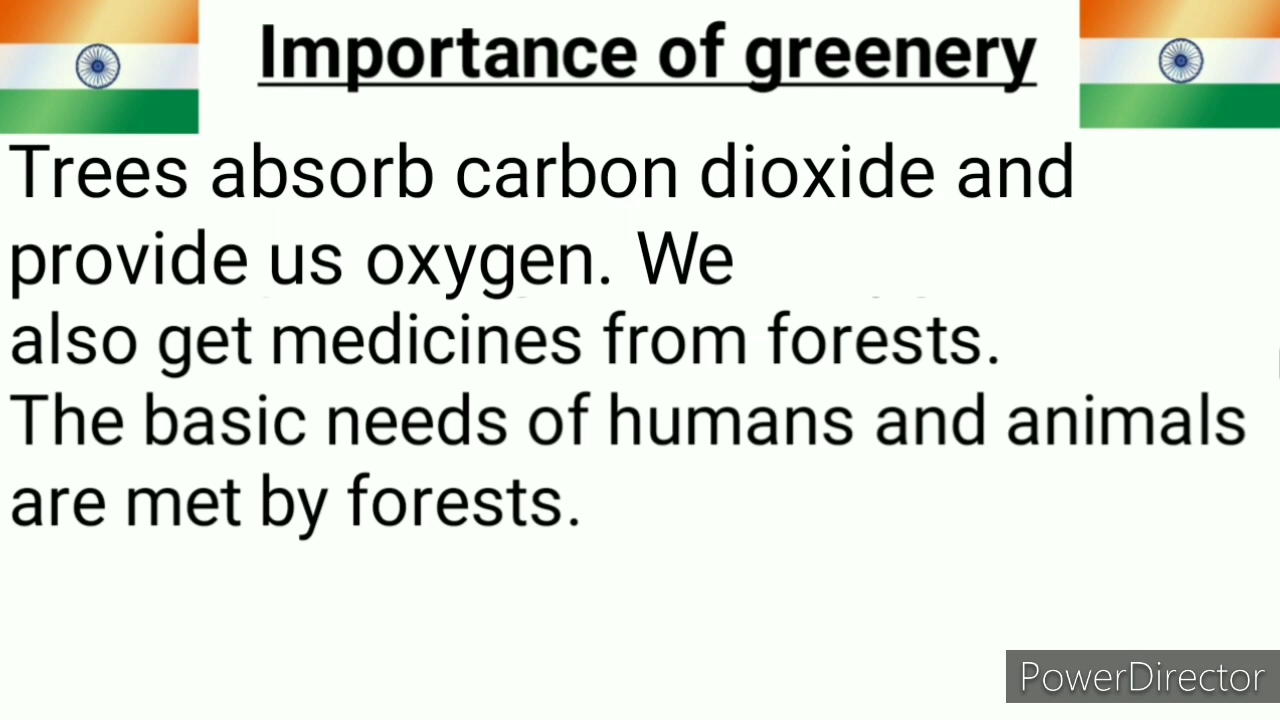 Importance of greenery
Trees absorb carbon dioxide and
provide us oxygen. We
also get medicines from forests.
The basic needs of humans and animals
are met by forests.
PowerDirector